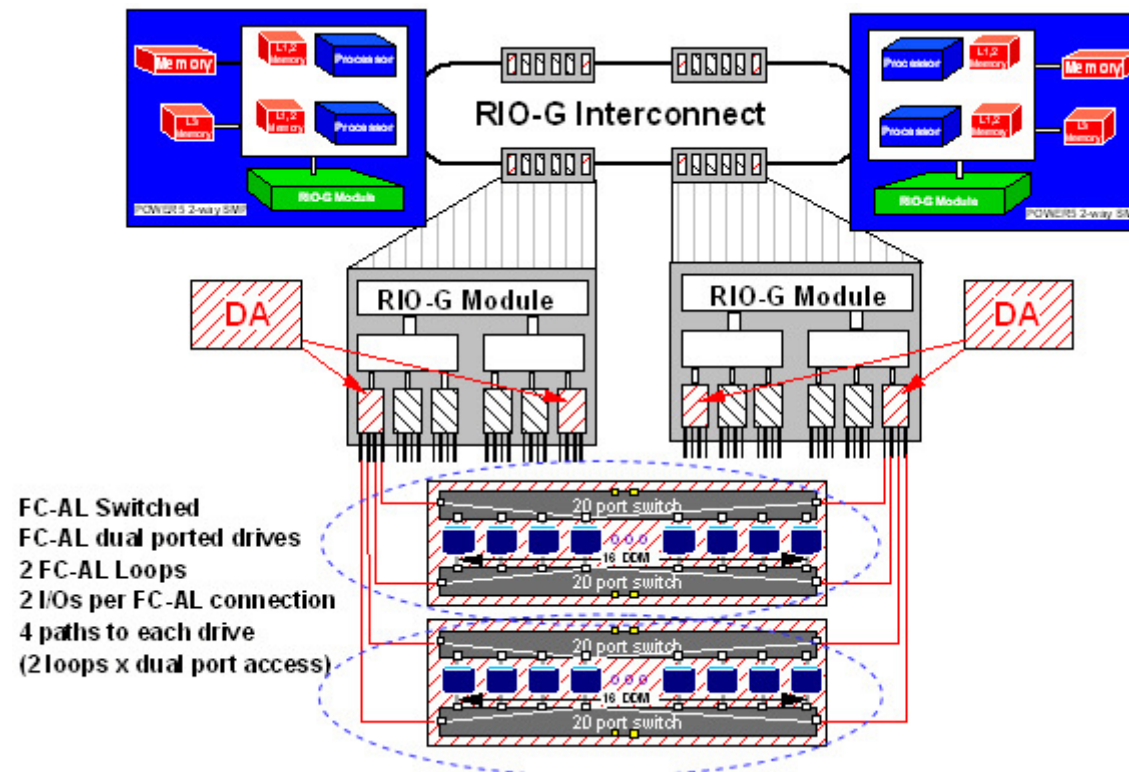 Memory
L1,2
Memory
Processor
L3
Memory
L1,2
Memory
Processor
RIO-G Module
POWER5 2-way SMP
RIO-G Interconnect
Processor
L1,2
Memory
Memory
Processor
L1,2
Memory
L3
Memory
RIO-G Module
POWER5 2-way SM
DA
RIO-G Module
RIO-G Module
DA
FC-AL Switched
FC-AL dual ported drives
2 FC-AL Loops
2 I/Os per FC-AL connection
4 paths to each drive
(2 loops x dual port access)
20 port switch
16 DDM
20 port switch
20 port switch
16 DDM
20 port switch